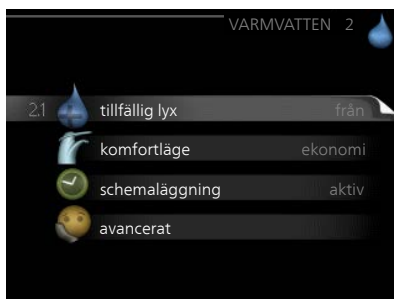 VARMVATTEN 2
2.1 tillfällig lyx från
komfortläge ekonomi
schemaläggning aktiv
avancerat